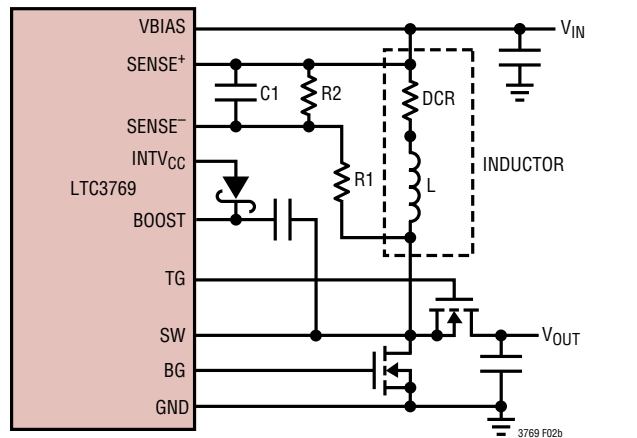 VBIAS
VIN
SENSE+
C1
R2
DCR
SENSE–
INTVCC
R1
L
INDUCTOR
LTC3769
BOOST
TG
SW
VOUT
BG
GND
3769 F02b